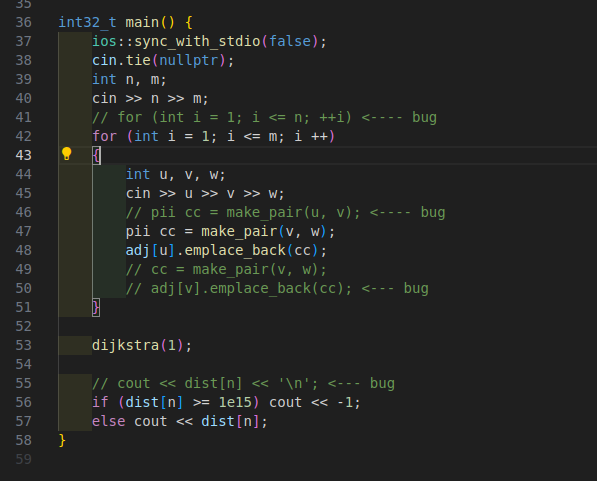 35
36 int32_t main() {
37 ios::sync_with_stdio(false);
38 cin.tie(nullptr);
39 int n, m;
40 cin >> n >> m;
41 // for (int i = 1; i <= n; ++i) <---- bug
42 for (int i = 1; i <= m; i ++)
43 {
44 int u, v, w;
45 cin >> u >> v >> w;
46 // pii cc = make_pair(u, v); <---- bug
47 pii cc = make_pair(v, w);
48 adj[u].emplace_back(cc);
49 // cc = make_pair(v, w);
50 // adj[v].emplace_back(cc); <--- bug
51 }
52
53 dijkstra(1);
54
55 // cout << dist[n] << '\n'; <--- bug
56 if (dist[n] >= 1e15) cout << -1;
57 else cout << dist[n];
58 }
59